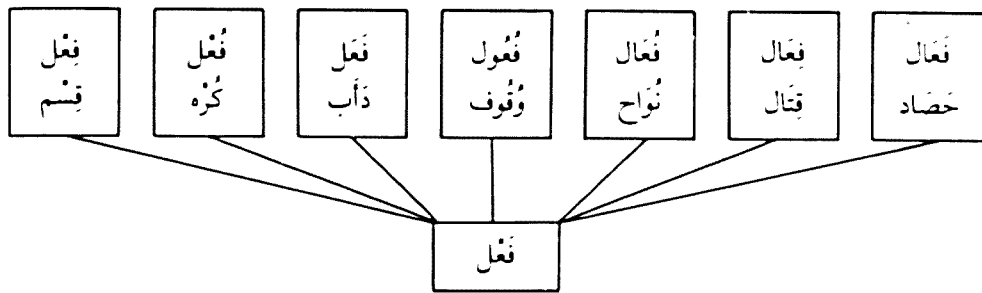 فَعَال فِعَال فُعَال فُعُول فَعَل فُعْل فِعْل
حَصَاد قِتَال نُوَاح وُقُوف دَأَب كُرْه قِسْم
فَعْل